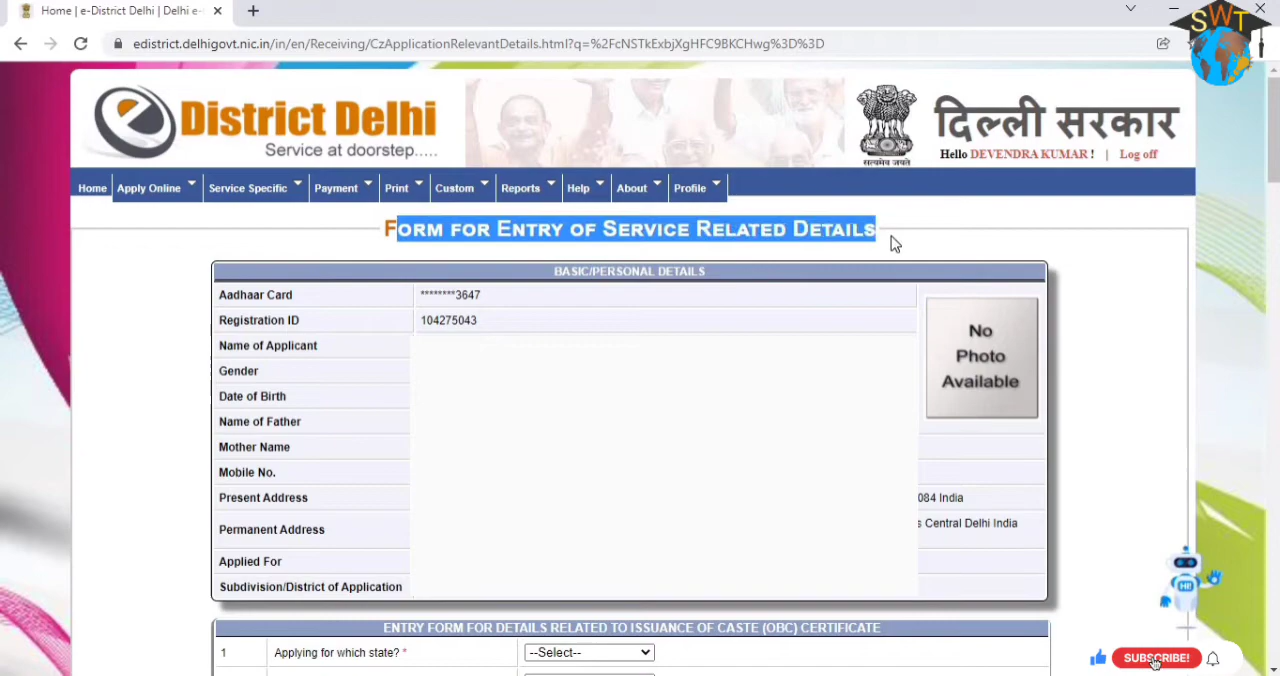 Home | e-District Delhi | Delhi e-
edistrict.delhigovt.nic.in/in/en/Receiving/CzApplicationRelevantDetails.html?q=%2FcNSTkExbjXgHFC9BKCHwg%3D%3D
SWT
District Delhi
Service at doorstep.....
सत्यमेव जयते
दिल्ली सरकार
Hello DEVENDRA KUMAR ! | Log off
Home Apply Online Service Specific Payment Print Custom Reports Help About Profile
FORM FOR ENTRY OF SERVICE RELATED DETAILS
BASIC/PERSONAL DETAILS
Aadhaar Card ********3647
Registration ID 104275043
Name of Applicant
Gender
Date of Birth
Name of Father
Mother Name
Mobile No.
Present Address 084 India
Permanent Address s Central Delhi India
Applied For
Subdivision/District of Application
No
Photo
Available
HI!
ENTRY FORM FOR DETAILS RELATED TO ISSUANCE OF CASTE (OBC) CERTIFICATE
1 Applying for which state? * --Select--
SUBSCRIBE!